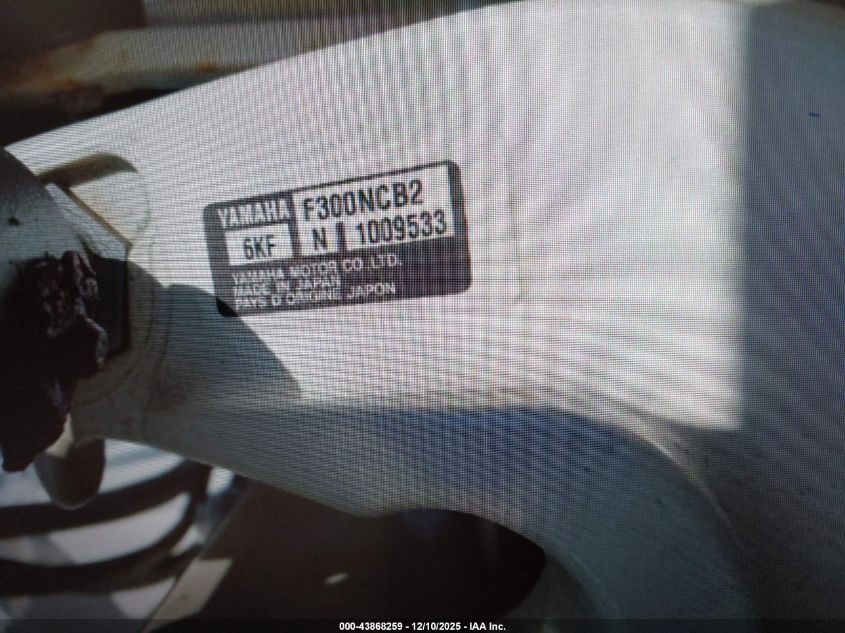 YAMAHA F300NCB2
6KF N 1009533
YAMAHA MOTOR CO.,LTD.
MADE IN JAPAN
PAYS D'ORIGINE JAPON
000-43868259 - 12/10/2025 - IAA Inc.